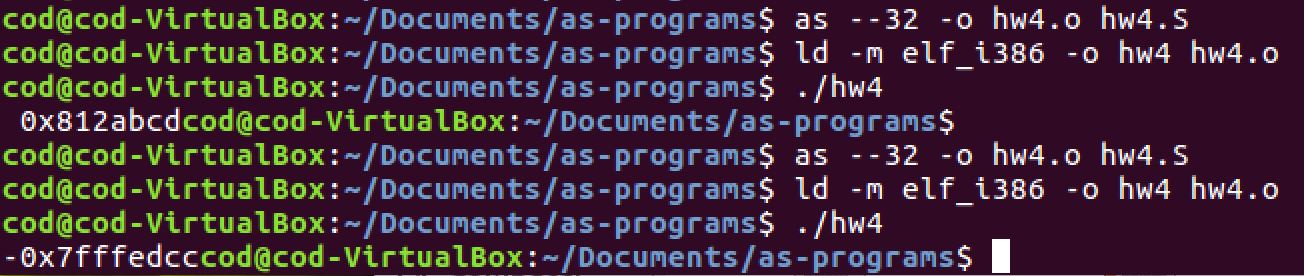 cod@cod-VirtualBox:~/Documents/as-programs$ as --32 -o hw4.o hw4.S
cod@cod-VirtualBox:~/Documents/as-programs$ ld -m elf_i386 -o hw4 hw4.o
cod@cod-VirtualBox:~/Documents/as-programs$ ./hw4
 0x812abcdcod@cod-VirtualBox:~/Documents/as-programs$
cod@cod-VirtualBox:~/Documents/as-programs$ as --32 -o hw4.o hw4.S
cod@cod-VirtualBox:~/Documents/as-programs$ ld -m elf_i386 -o hw4 hw4.o
cod@cod-VirtualBox:~/Documents/as-programs$ ./hw4
-0x7fffedcccod@cod-VirtualBox:~/Documents/as-programs$